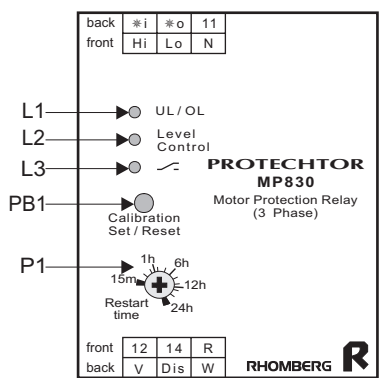 back ✳i ✳o 11
front Hi Lo N
L1 UL/OL
L2 Level
Control
L3
PROTECHTOR
MP830
PB1
Motor Protection Relay
(3 Phase)
Calibration
Set / Reset
P1
1h 6h
15m 12h
Restart
time
24h
front 12 14 R
back V Dis W
RHOMBERG R